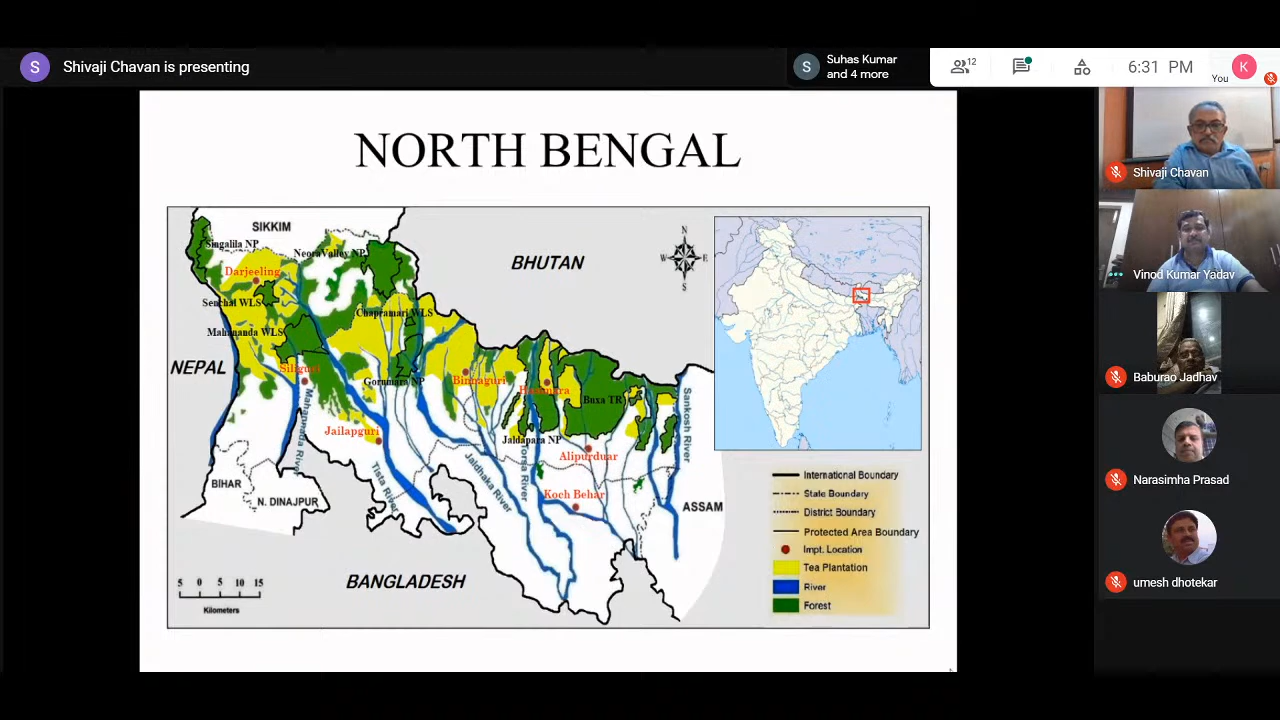 S
Shivaji Chavan is presenting
S
Suhas Kumar
and 4 more
12
6:31 PM
You
K
NORTH BENGAL
SIKKIM
Singalila NP
NeoraValley NP
Darjeeling
Senchal WLS
Chapramari WLS
Mahananda WLS
NEPAL
Siliguri
Gorumara NP
Binnaguri
Hasimara
Buxa TR
Jailapguri
Jaldapara NP
Alipurduar
Koch Behar
Mahananda River
Tista River
Jaldhaka River
Torsa River
Sankosh River
BIHAR
N. DINAJPUR
ASSAM
BHUTAN
BANGLADESH
N
W
E
S
5 0 5 10 15
Kilometers
International Boundary
State Boundary
District Boundary
Protected Area Boundary
Impt. Location
Tea Plantation
River
Forest
Shivaji Chavan
Vinod Kumar Yadav
Baburao Jadhav
Narasimha Prasad
umesh dhotekar